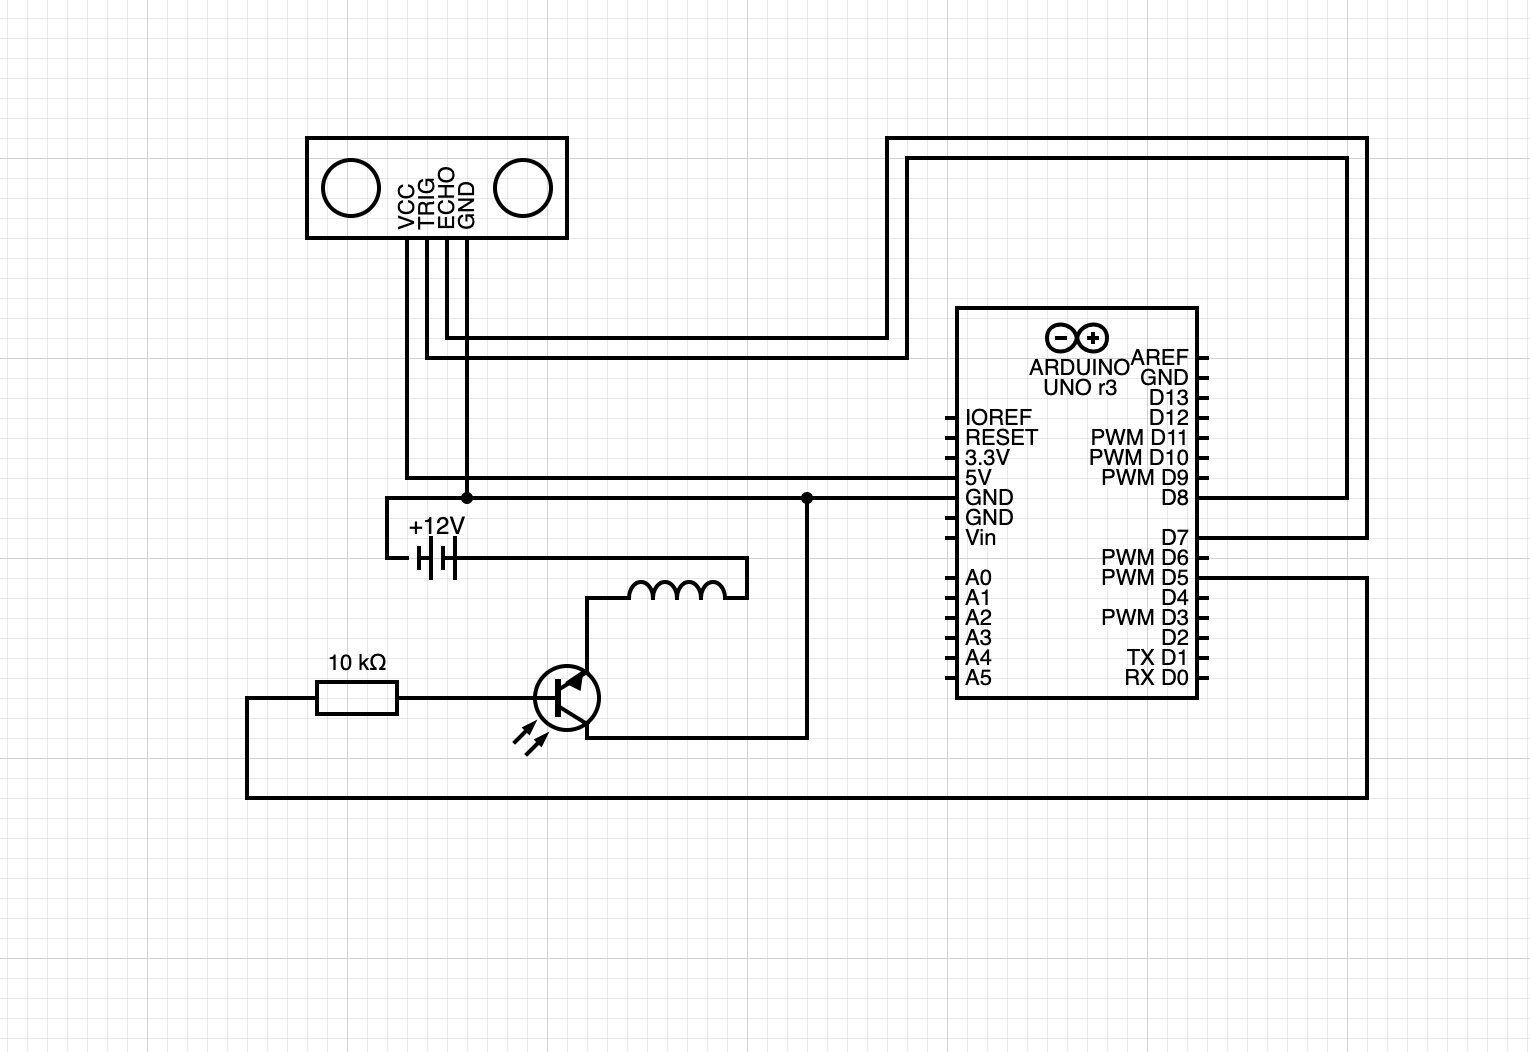 VCC
TRIG
ECHO
GND
ARDUINO
UNO r3
IOREF
RESET
3.3V
5V
GND
GND
Vin
A0
A1
A2
A3
A4
A5
AREF
GND
D13
D12
PWM D11
PWM D10
PWM D9
D8
D7
PWM D6
PWM D5
D4
PWM D3
D2
TX D1
RX D0
+12V
10 kΩ